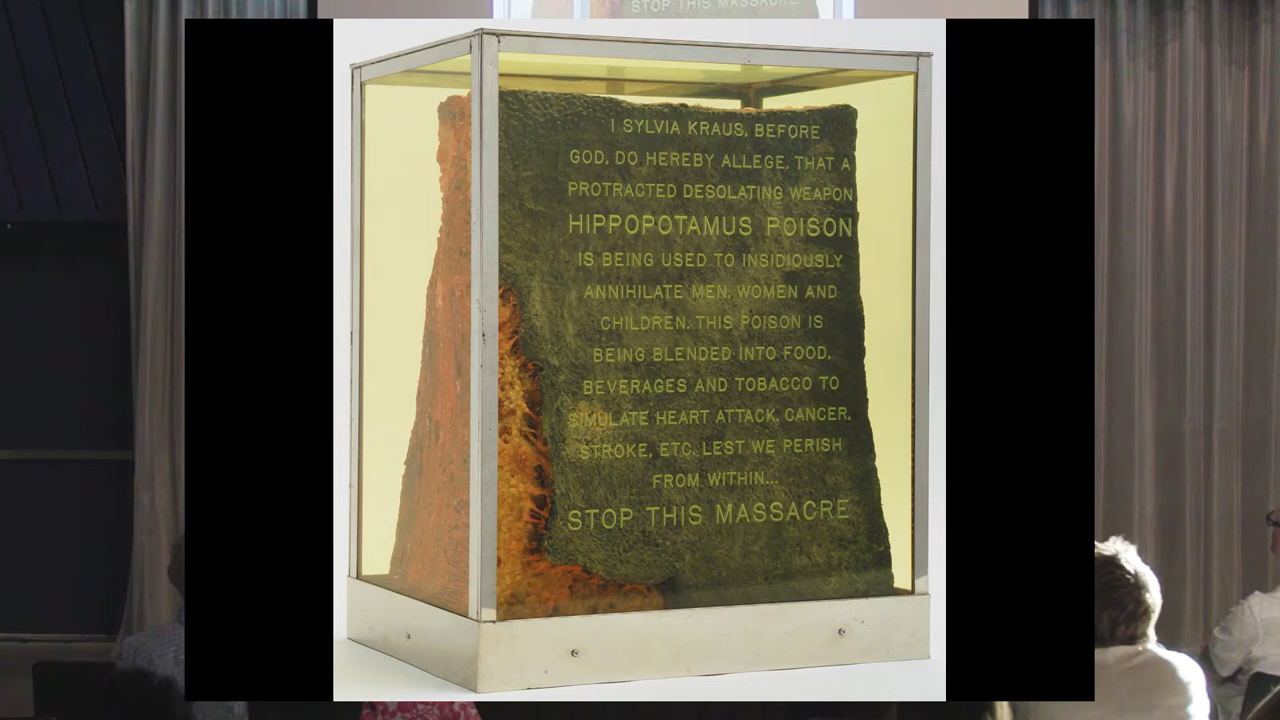 STOP THIS MASSACRE
I SYLVIA KRAUS, BEFORE
GOD, DO HEREBY ALLEGE, THAT A
PROTRACTED DESOLATING WEAPON
HIPPOPOTAMUS POISON
IS BEING USED TO INSIDIOUSLY
ANNIHILATE MEN, WOMEN AND
CHILDREN. THIS POISON IS
BEING BLENDED INTO FOOD,
BEVERAGES AND TOBACCO TO
SIMULATE HEART ATTACK, CANCER,
STROKE, ETC. LEST WE PERISH
FROM WITHIN...
STOP THIS MASSACRE